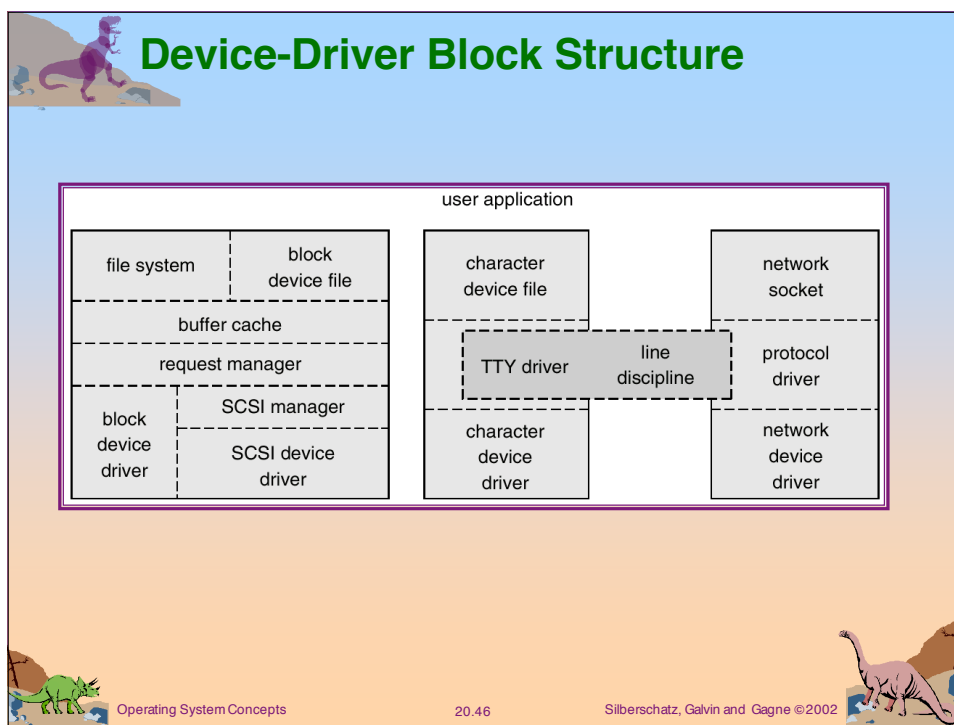 Device-Driver Block Structure
user application
file system
block
device file
buffer cache
request manager
block
device
driver
SCSI manager
SCSI device
driver
character
device file
TTY driver
line
discipline
character
device
driver
network
socket
protocol
driver
network
device
driver
Operating System Concepts
20.46
Silberschatz, Galvin and Gagne ©2002